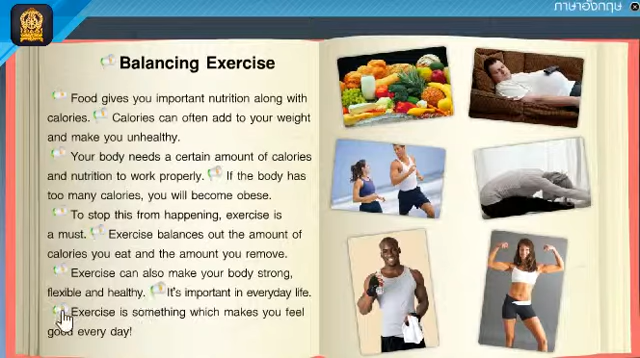 ภาษาอังกฤษ
Balancing Exercise
Food gives you important nutrition along with
calories. Calories can often add to your weight
and make you unhealthy.
Your body needs a certain amount of calories
and nutrition to work properly. If the body has
too many calories, you will become obese.
To stop this from happening, exercise is
a must. Exercise balances out the amount of
calories you eat and the amount you remove.
Exercise can also make your body strong,
flexible and healthy. It's important in everyday life.
Exercise is something which makes you feel
good every day!